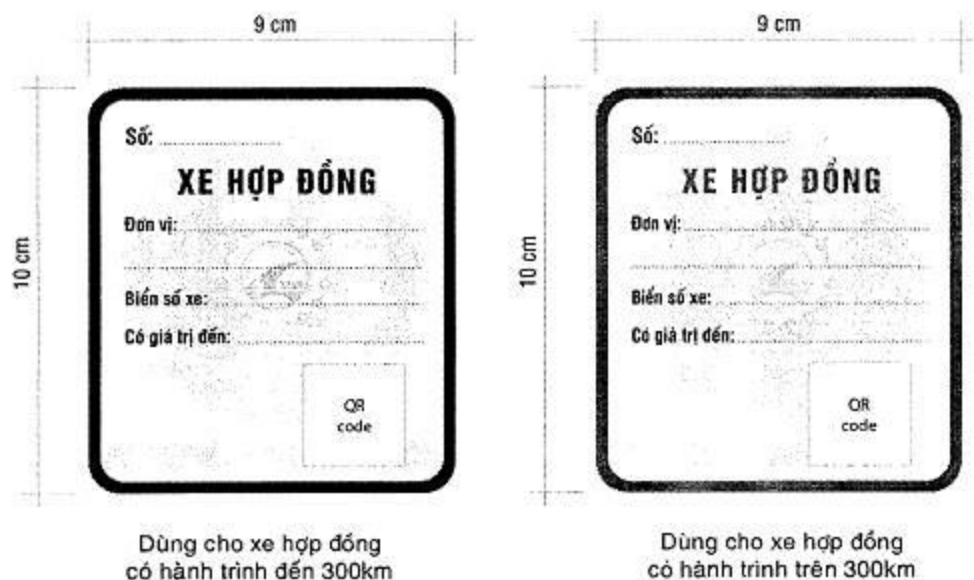 9 cm
10 cm
Số:
XE HỢP ĐỒNG
Đơn vị:
Biển số xe:
Có giá trị đến:
QR
code
Dùng cho xe hợp đồng
có hành trình đến 300km
9 cm
10 cm
Số:
XE HỢP ĐỒNG
Đơn vị:
Biển số xe:
Có giá trị đến:
QR
code
Dùng cho xe hợp đồng
có hành trình trên 300km